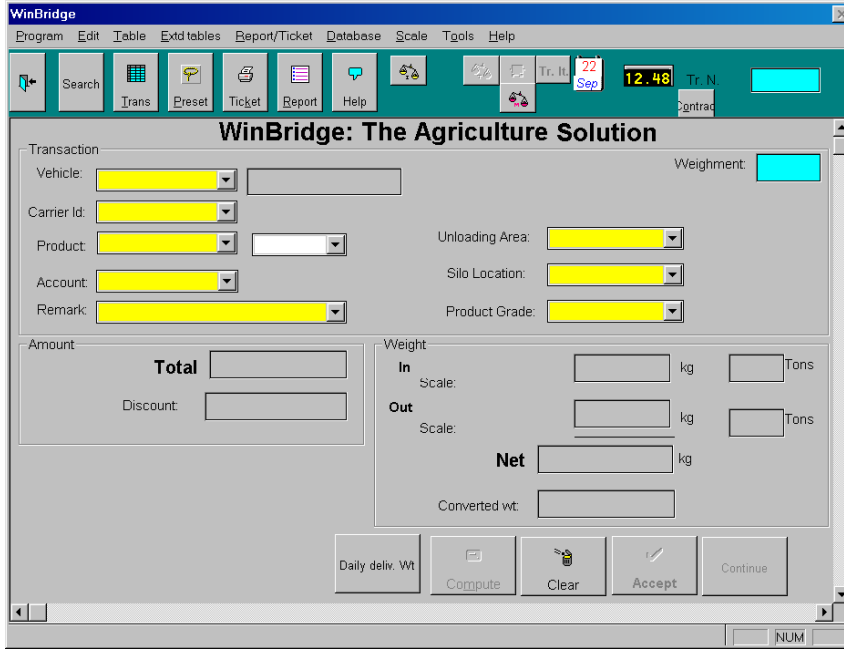 WinBridge
Program Edit Table Extd tables Report/Ticket Database Scale Tools Help
Search Trans Preset Ticket Report Help Tr. It. 22 Sep 12.48 Tr. N. Contrac
WinBridge: The Agriculture Solution
Transaction
Vehicle: Weighment:
Carrier Id:
Product: Unloading Area:
Account: Silo Location:
Remark: Product Grade:
Amount Weight
Total In kg Tons
Scale:
Discount: Out kg Tons
Scale:
Net kg
Converted wt:
Daily deliv. Wt Compute Clear Accept Continue
NUM